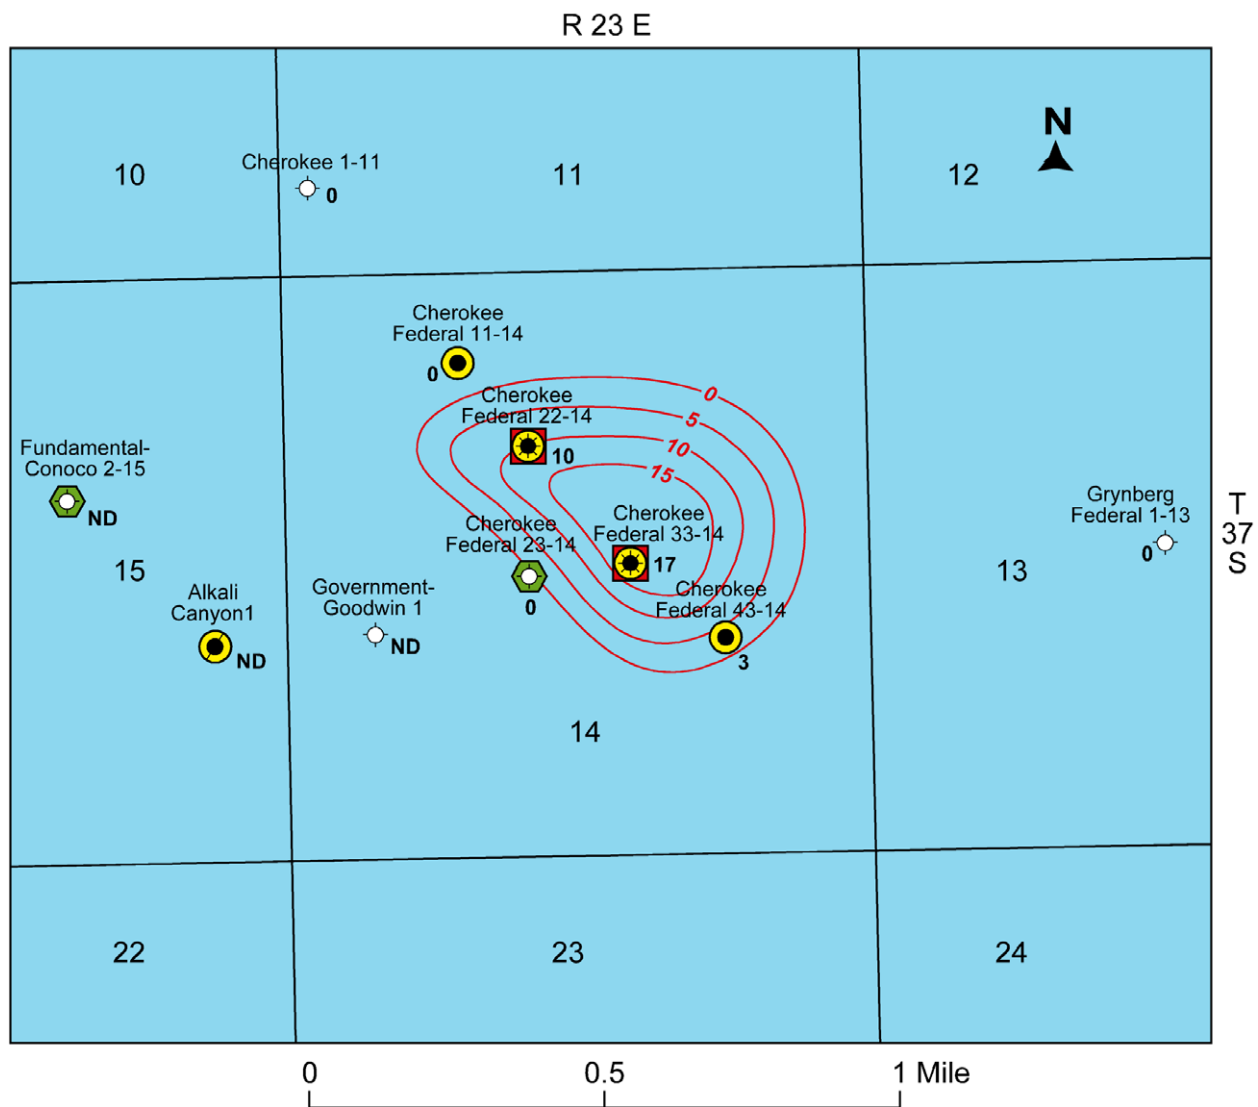 R 23 E
N
10
Cherokee 1-11
0
11
12
Cherokee
Federal 11-14
0
0
Cherokee
Federal 22-14
10
5
10
15
Fundamental-
Conoco 2-15
ND
Cherokee
Federal 23-14
0
Cherokee
Federal 33-14
17
Grynberg
Federal 1-13
0
T
37
S
15
13
Alkali
Canyon1
ND
Government-
Goodwin 1
ND
Cherokee
Federal 43-14
3
14
22
23
24
0
0.5
1 Mile